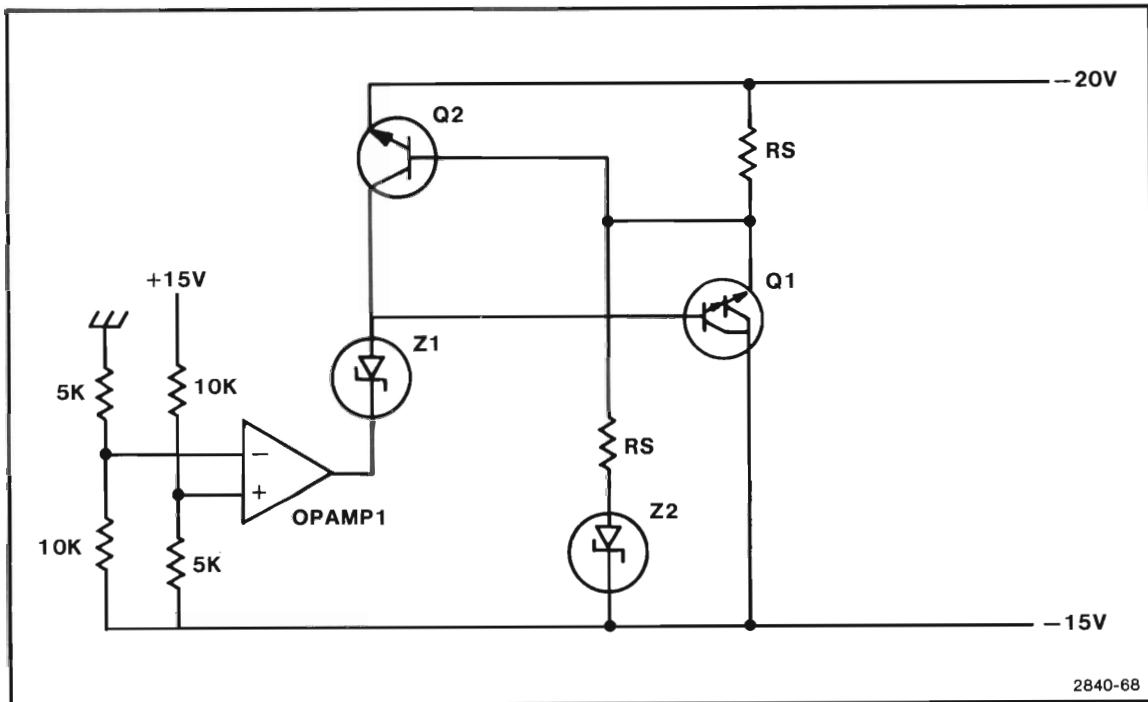 −20V
Q2
RS
Q1
+15V
Z1
5K
10K
−
+
OPAMP1
RS
10K
5K
Z2
−15V
2840-68